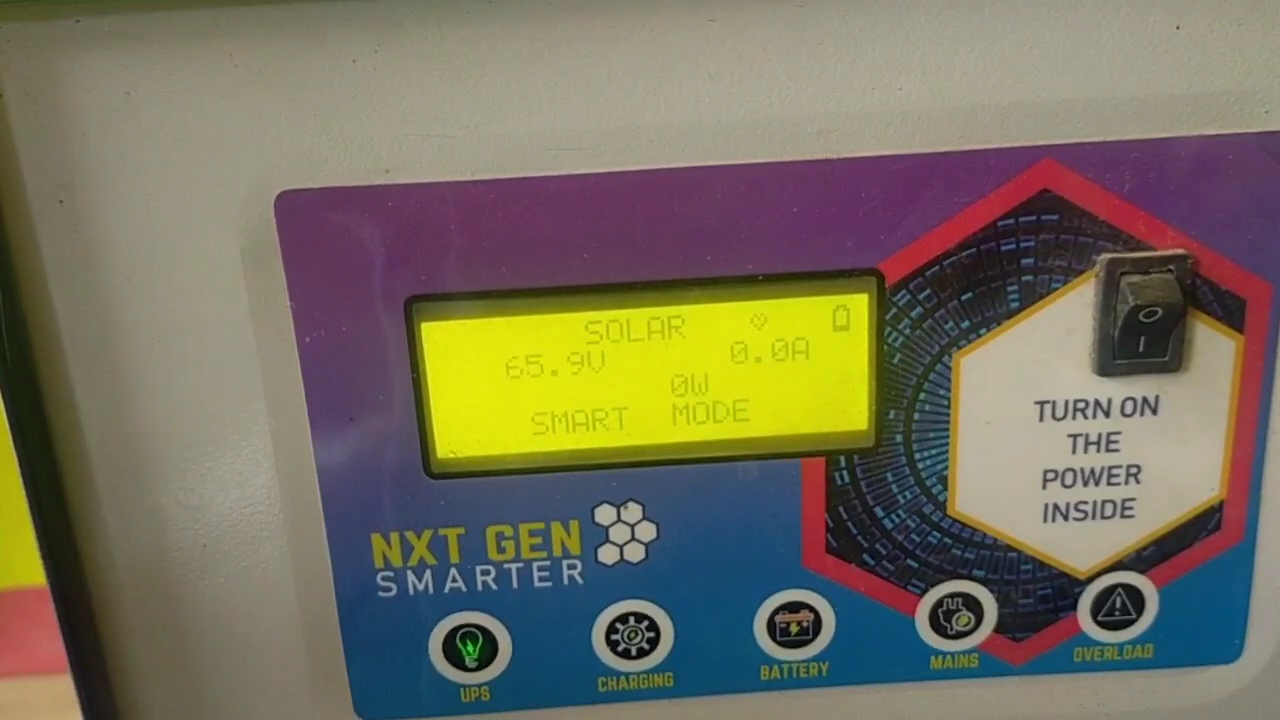 SOLAR
65.9V 0.0A
0W
SMART MODE
TURN ON
THE
POWER
INSIDE
NXT GEN
SMARTER
UPS
CHARGING
BATTERY
MAINS
OVERLOAD